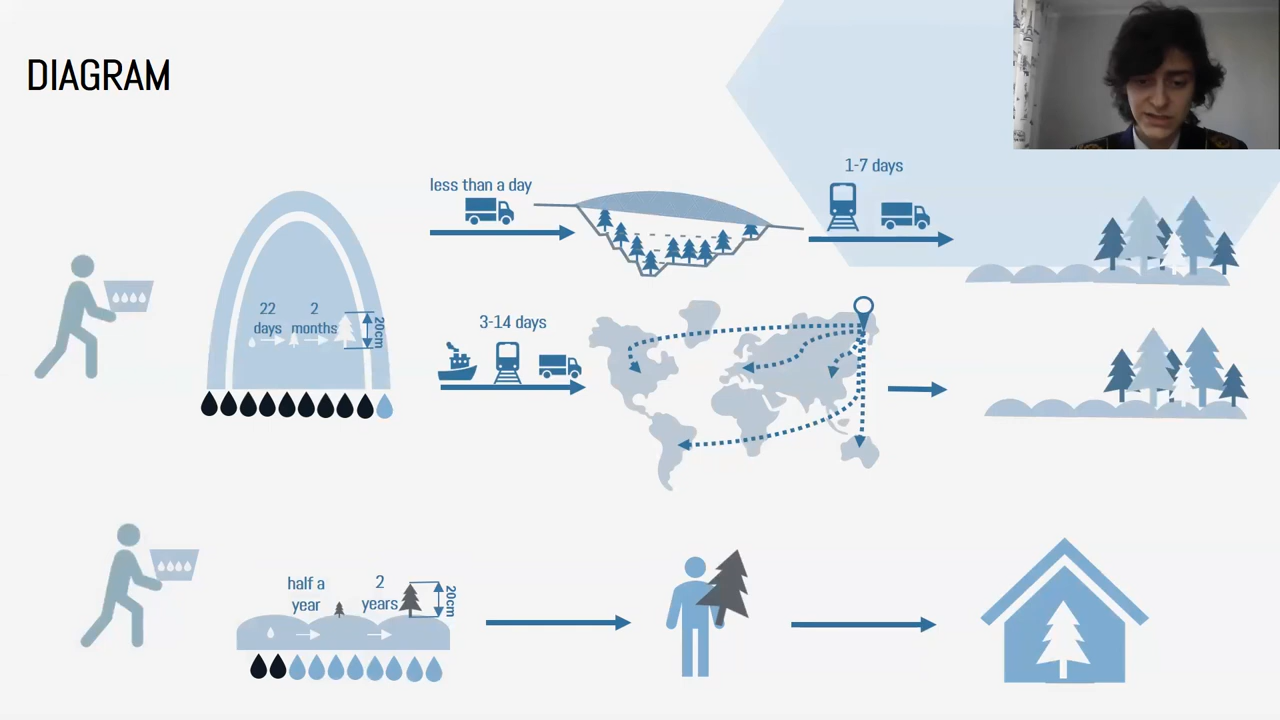 DIAGRAM
less than a day
1-7 days
22
days
2
months
20cm
3-14 days
half a
year
2
years
20cm